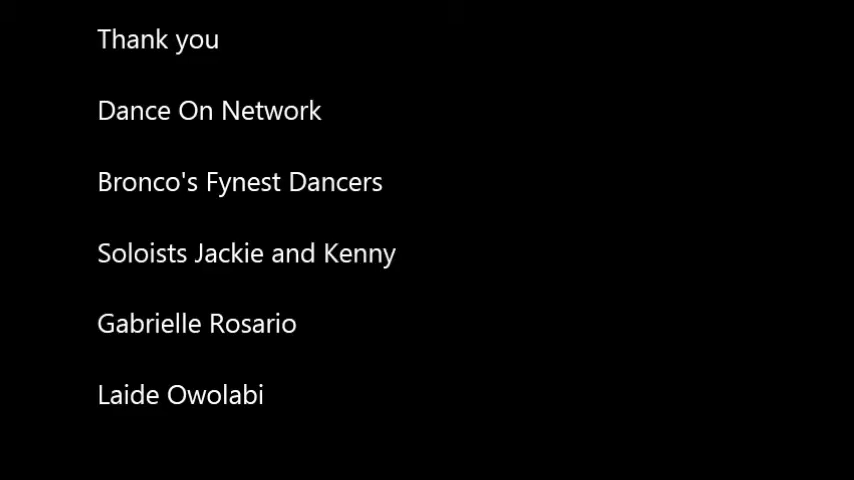 Thank you
Dance On Network
Bronco's Fynest Dancers
Soloists Jackie and Kenny
Gabrielle Rosario
Laide Owolabi